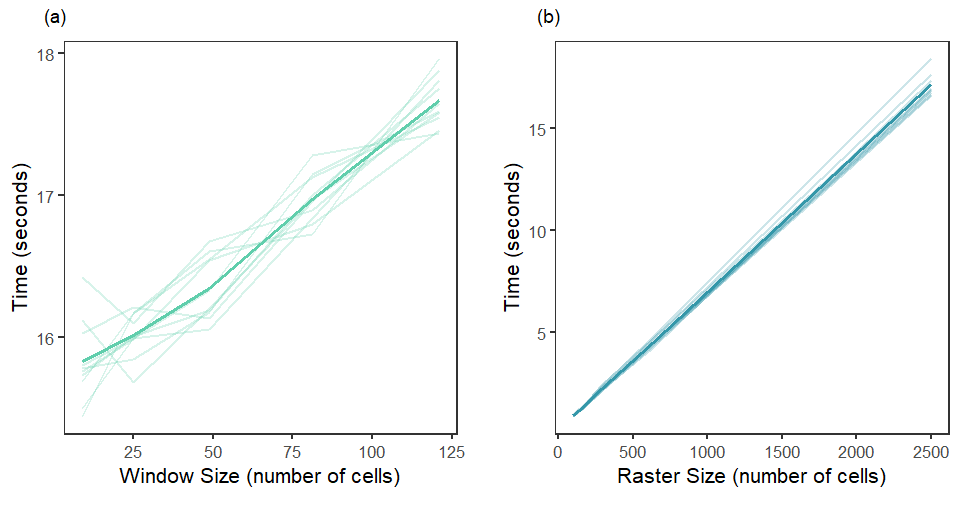 (a)
18
17
16
Time (seconds)
25 50 75 100 125
Window Size (number of cells)
(b)
15
10
5
Time (seconds)
0 500 1000 1500 2000 2500
Raster Size (number of cells)